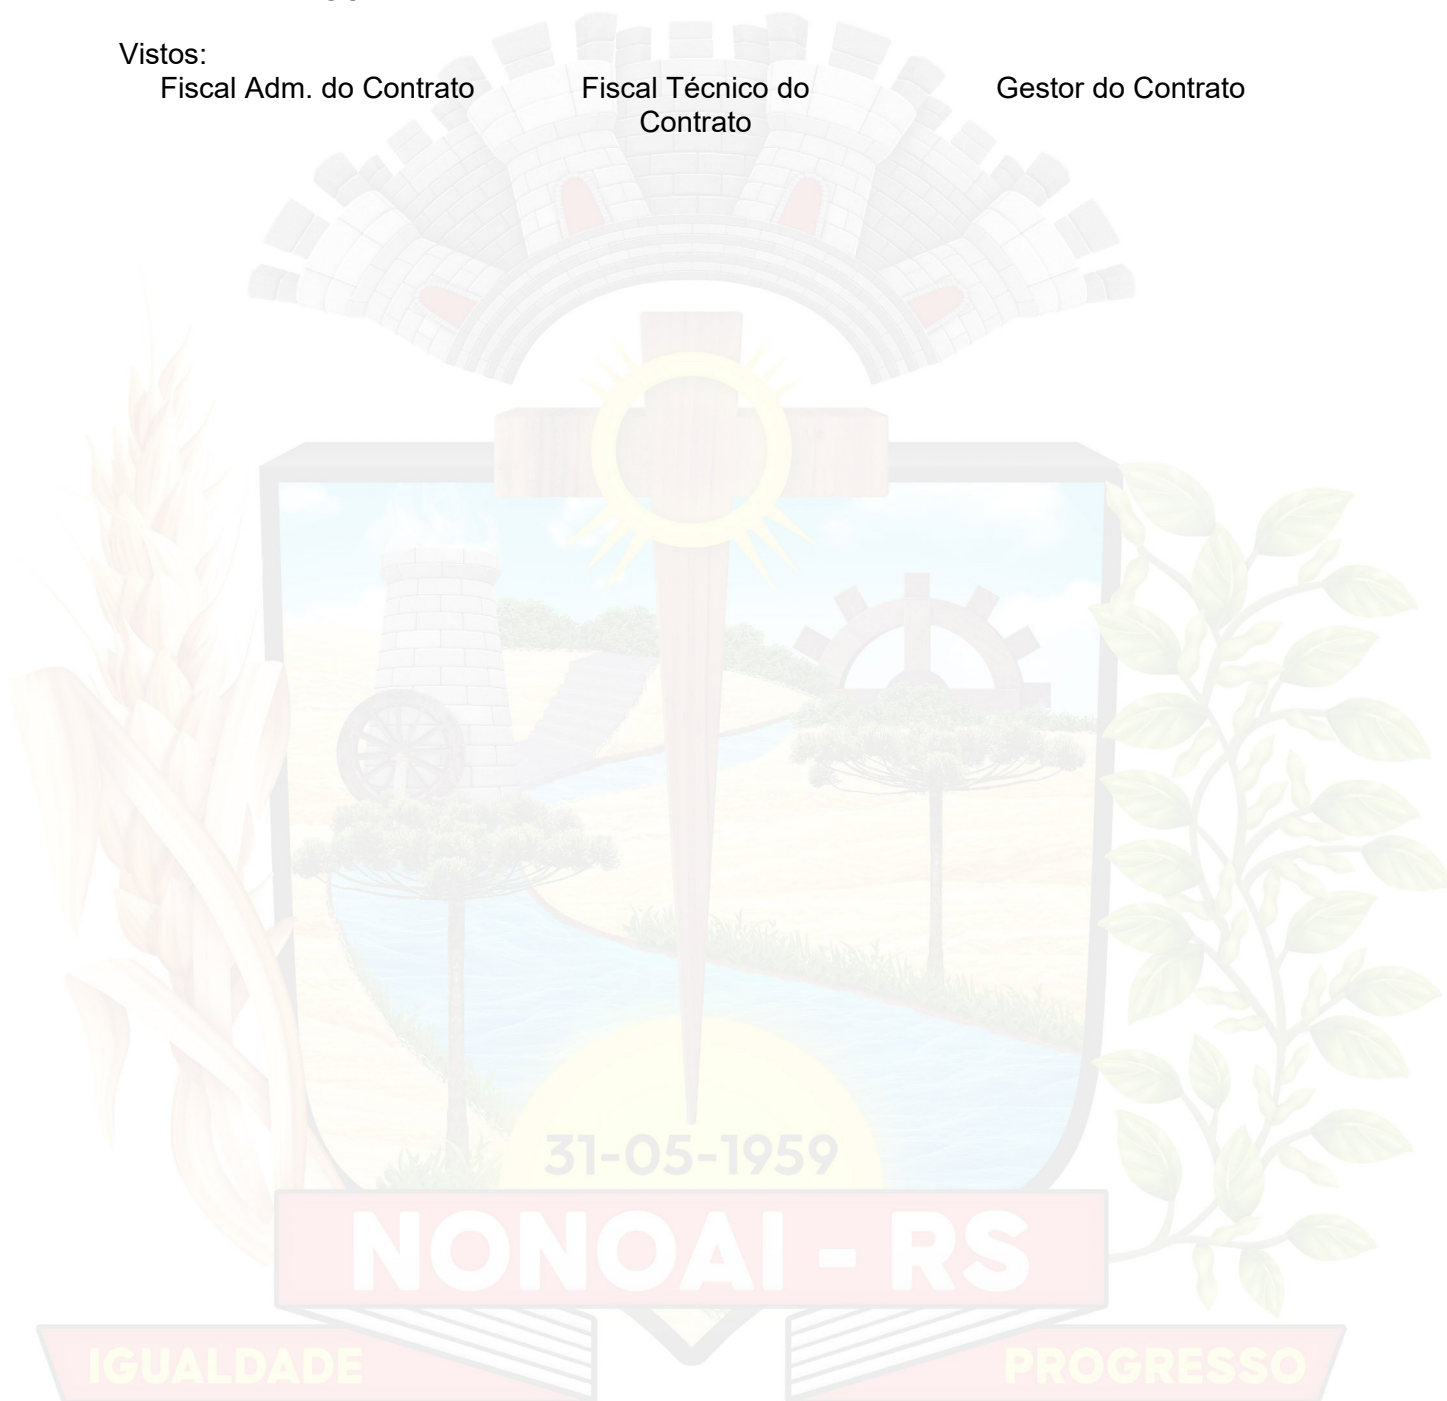 Vistos:
Fiscal Adm. do Contrato Fiscal Técnico do Gestor do Contrato
Contrato
31-05-1959
NONOAI - RS
IGUALDADE PROGRESSO